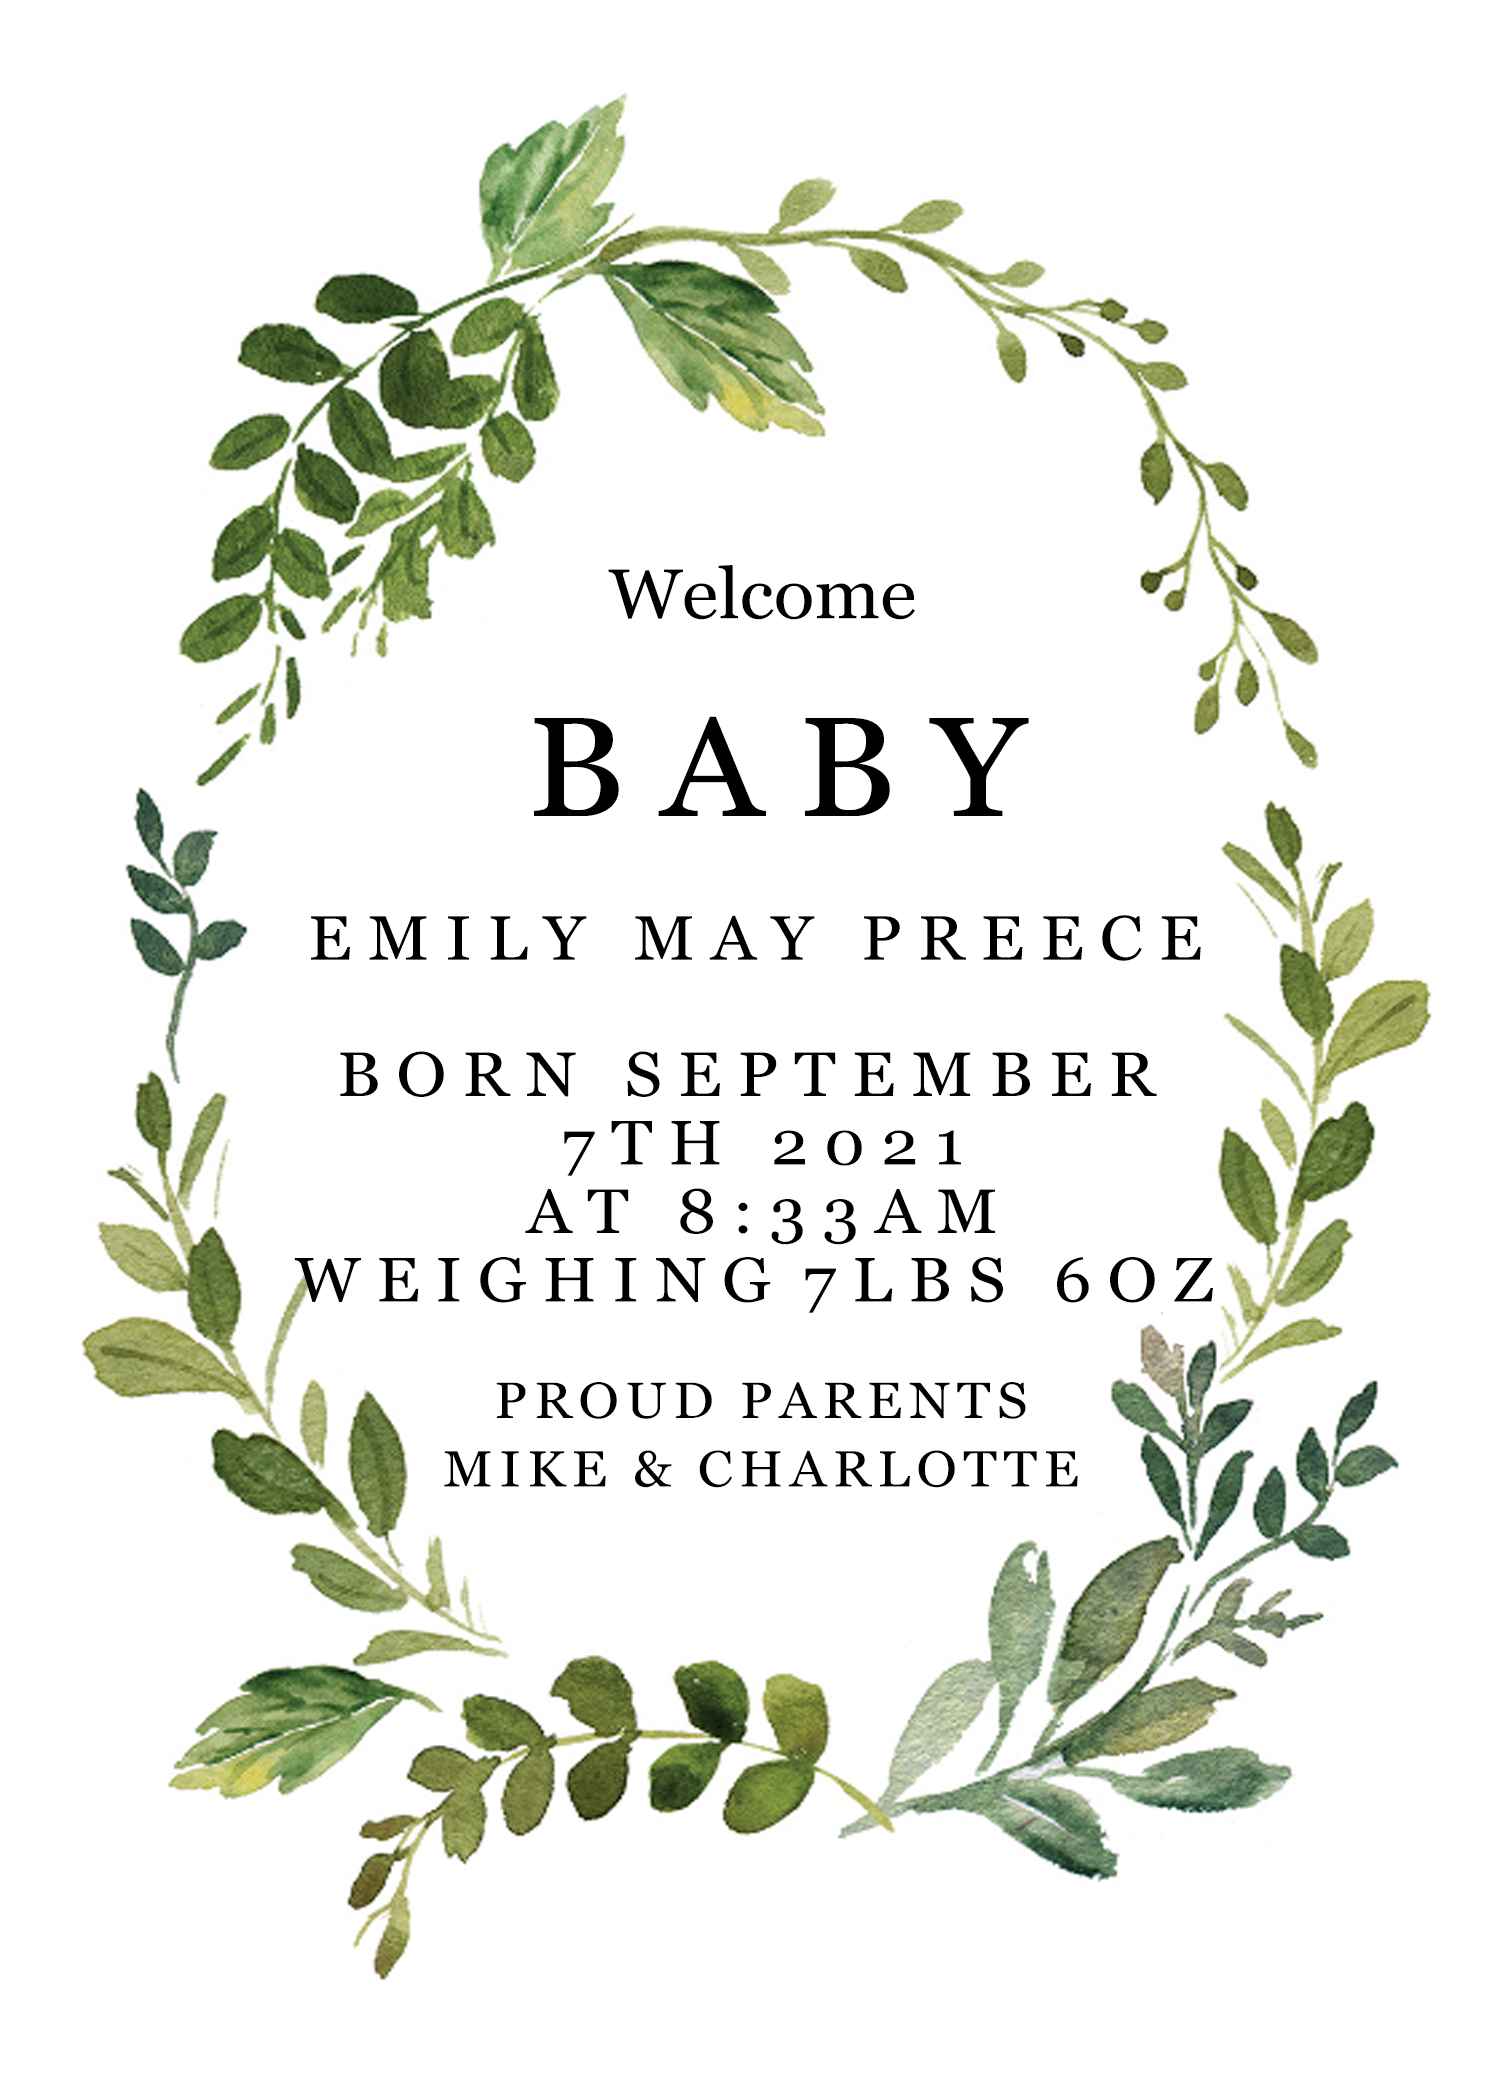 Welcome
BABY
EMILY MAY PREECE
BORN SEPTEMBER
7TH 2021
AT 8:33AM
WEIGHING 7LBS 6OZ
PROUD PARENTS
MIKE & CHARLOTTE